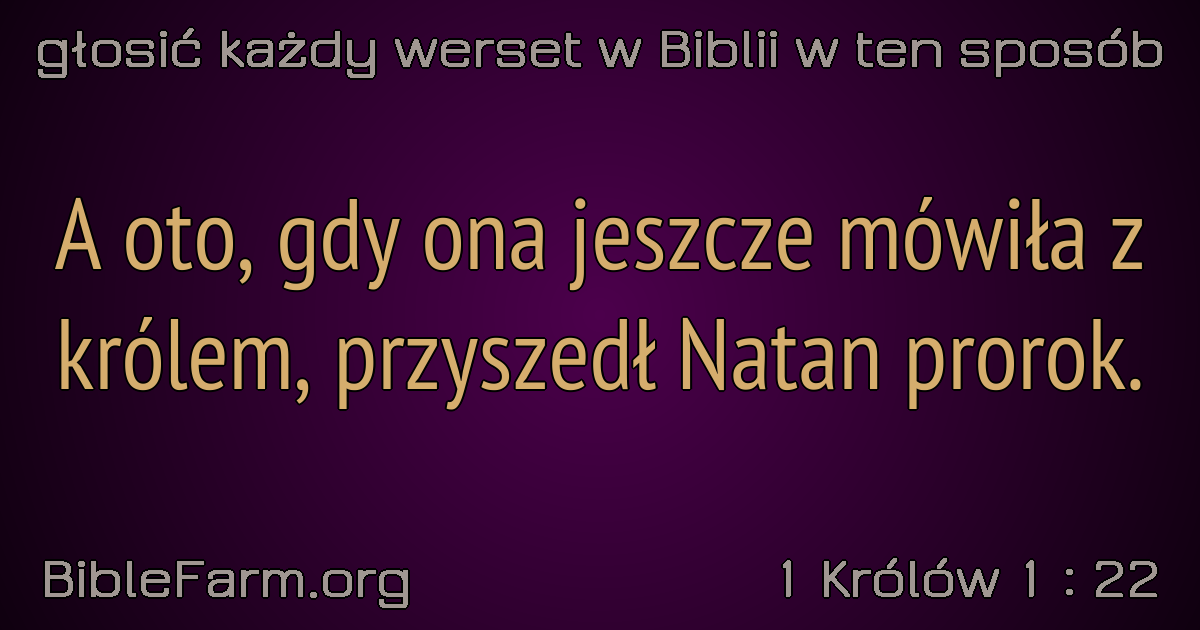 głosić każdy werset w Biblii w ten sposób
A oto, gdy ona jeszcze mówiła z
królem, przyszedł Natan prorok.
BibleFarm.org
1 Królów 1 : 22